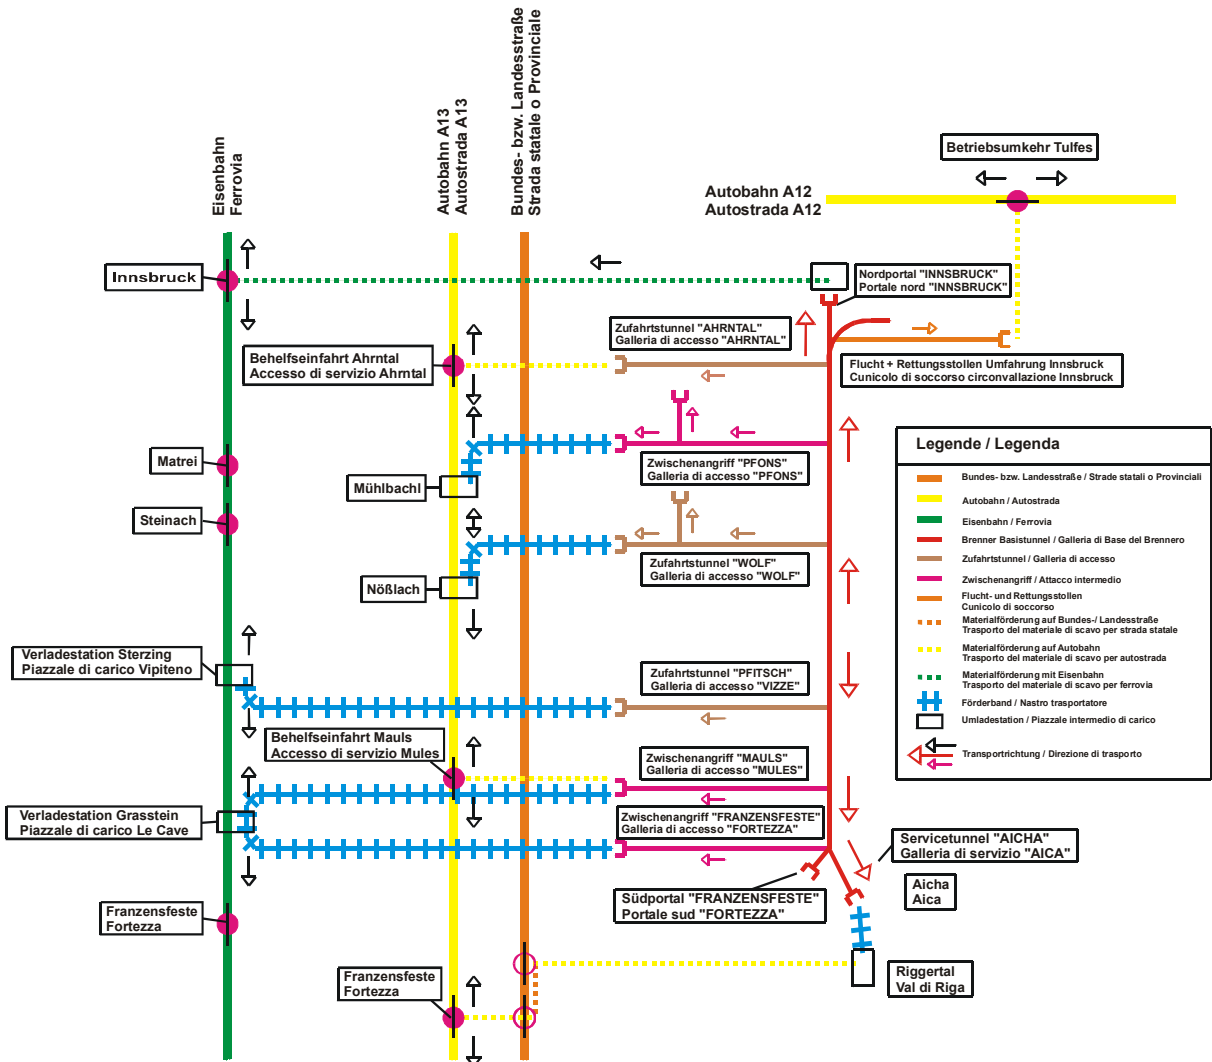 Eisenbahn
Ferrovia
Autobahn A13
Autostrada A13
Bundes- bzw. Landesstraße
Strada statale o Provinciale
Betriebsumkehr Tulfes
Autobahn A12
Autostrada A12
Innsbruck
Nordportal "INNSBRUCK"
Portale nord "INNSBRUCK"
Zufahrtstunnel "AHRNTAL"
Galleria di accesso "AHRNTAL"
Behelfseinfahrt Ahrntal
Accesso di servizio Ahrntal
Flucht + Rettungsstollen Umfahrung Innsbruck
Cunicolo di soccorso circonvallazione Innsbruck
Matrei
Mühlbachl
Zwischenangriff "PFONS"
Galleria di accesso "PFONS"
Steinach
Nößlach
Zufahrtstunnel "WOLF"
Galleria di accesso "WOLF"
Legende / Legenda
Bundes- bzw. Landesstraße / Strade statali o Provinciali
Autobahn / Autostrada
Eisenbahn / Ferrovia
Brenner Basistunnel / Galleria di Base del Brennero
Zufahrtstunnel / Galleria di accesso
Zwischenangriff / Attacco intermedio
Flucht- und Rettungsstollen
Cunicolo di soccorso
Materialförderung auf Bundes-/ Landesstraße
Trasporto del materiale di scavo per strada statale
Materialförderung auf Autobahn
Trasporto del materiale di scavo per autostrada
Materialförderung mit Eisenbahn
Trasporto del materiale di scavo per ferrovia
Förderband / Nastro trasportatore
Umladestation / Piazzale intermedio di carico
Transportrichtung / Direzione di trasporto
Verladestation Sterzing
Piazzale di carico Vipiteno
Zufahrtstunnel "PFITSCH"
Galleria di accesso "VIZZE"
Behelfseinfahrt Mauls
Accesso di servizio Mules
Zwischenangriff "MAULS"
Galleria di accesso "MULES"
Verladestation Grasstein
Piazzale di carico Le Cave
Zwischenangriff "FRANZENSFESTE"
Galleria di accesso "FORTEZZA"
Servicetunnel "AICHA"
Galleria di servizio "AICA"
Südportal "FRANZENSFESTE"
Portale sud "FORTEZZA"
Aicha
Aica
Franzensfeste
Fortezza
Franzensfeste
Fortezza
Riggertal
Val di Riga